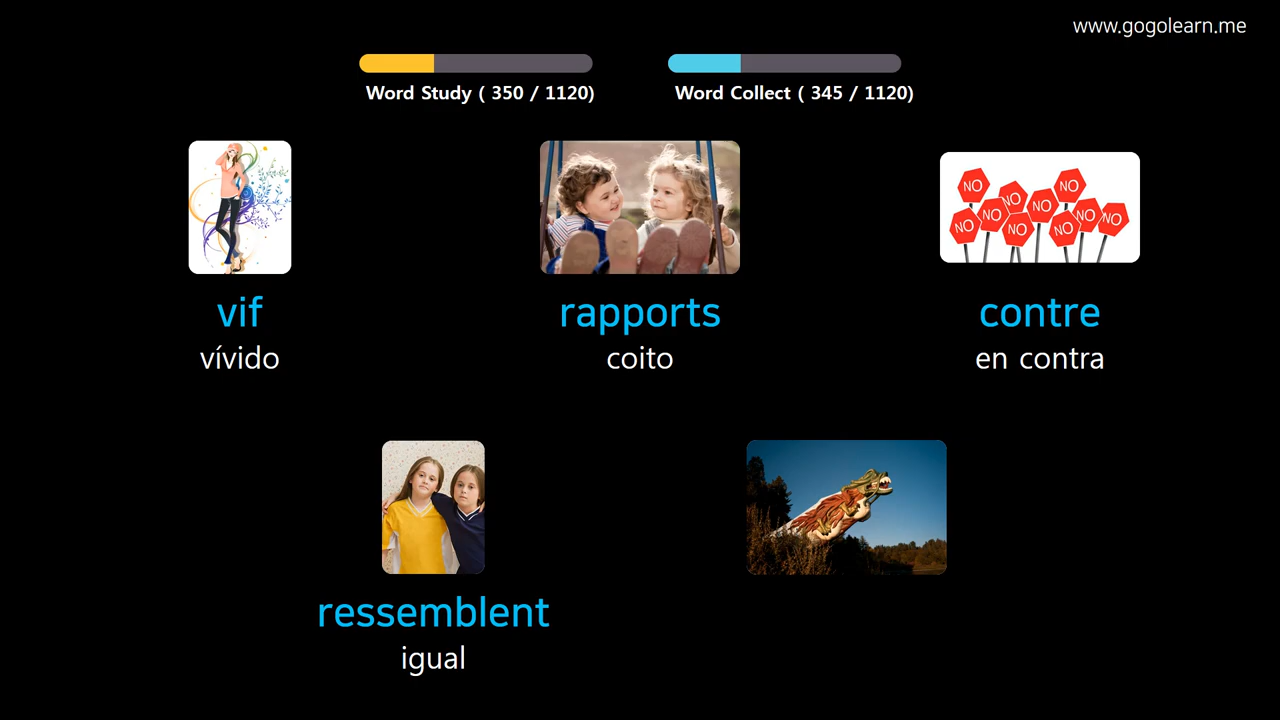 www.gogolearn.me
Word Study ( 350 / 1120)
Word Collect ( 345 / 1120)
NO NO NO NO NO NO NO NO NO NO
vif
vívido
rapports
coito
contre
en contra
ressemblent
igual